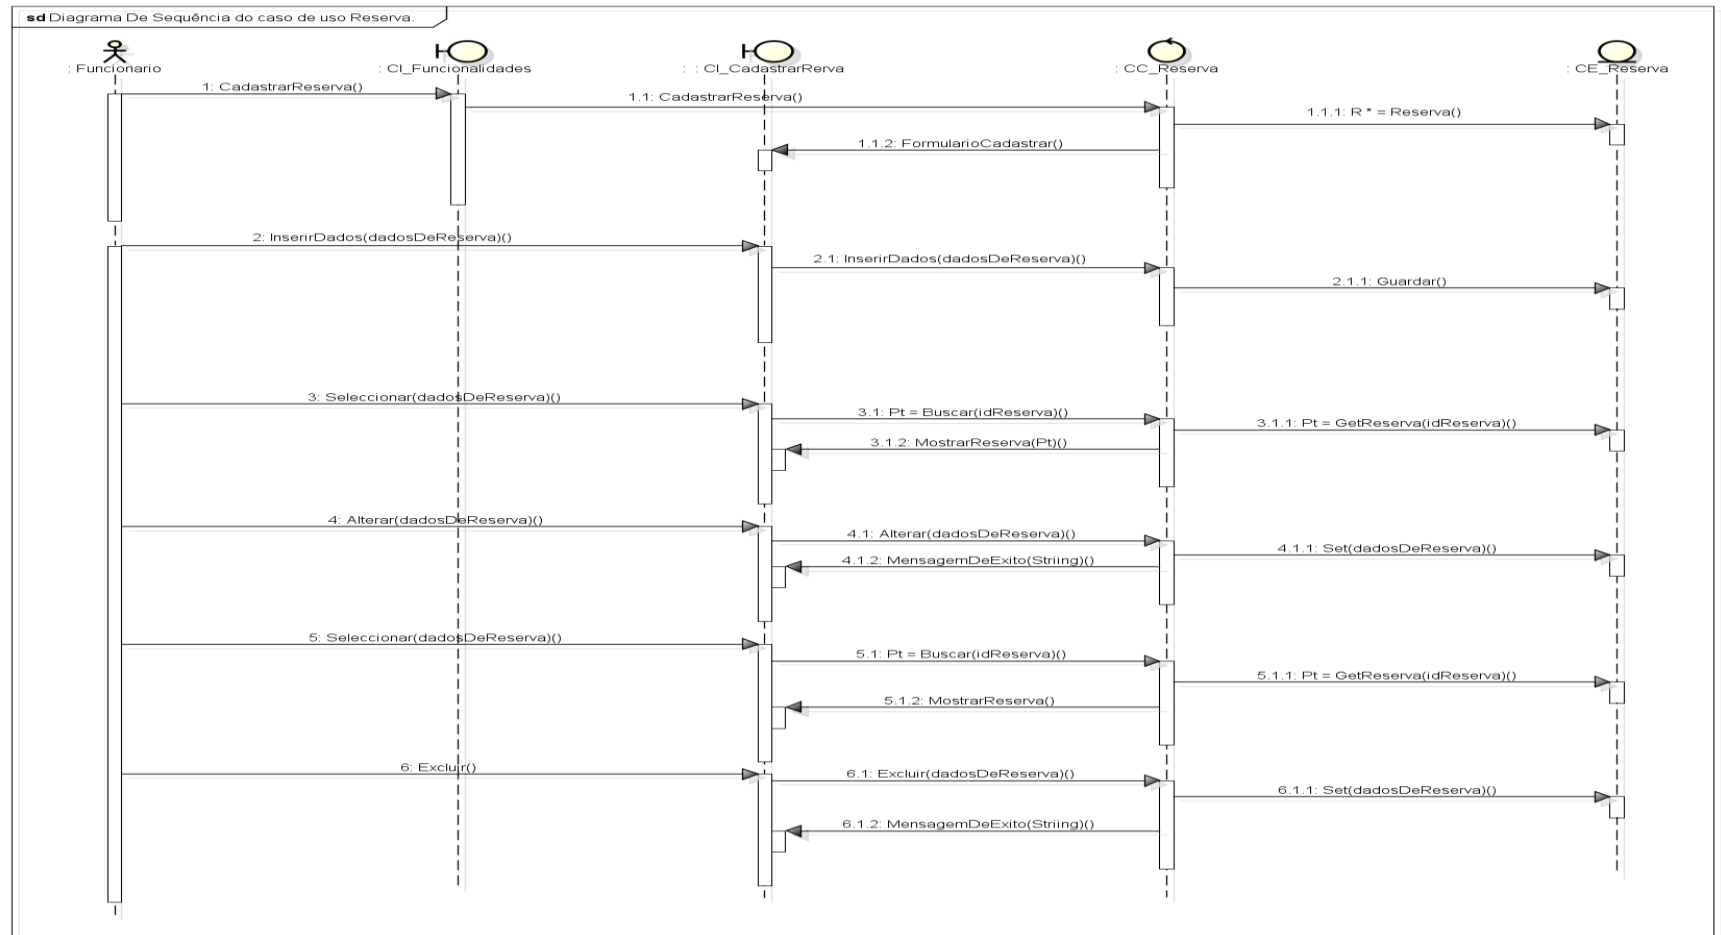 sd Diagrama De Sequência do caso de uso Reserva.
: Funcionario
: CI_Funcionalidades
: : CI_CadastrarRerva
: CC_Reserva
: CE_Reserva
1: CadastrarReserva()
1.1: CadastrarReserva()
1.1.1: R * = Reserva()
1.1.2: FormularioCadastrar()
2: InserirDados(dadosDeReserva)()
2.1: InserirDados(dadosDeReserva)()
2.1.1: Guardar()
3: Seleccionar(dadosDeReserva)()
3.1: Pt = Buscar(idReserva)()
3.1.1: Pt = GetReserva(idReserva)()
3.1.2: MostrarReserva(Pt)()
4: Alterar(dadosDeReserva)()
4.1: Alterar(dadosDeReserva)()
4.1.1: Set(dadosDeReserva)()
4.1.2: MensagemDeExito(Striing)()
5: Seleccionar(dadosDeReserva)()
5.1: Pt = Buscar(idReserva)()
5.1.1: Pt = GetReserva(idReserva)()
5.1.2: MostrarReserva()
6: Excluir()
6.1: Excluir(dadosDeReserva)()
6.1.1: Set(dadosDeReserva)()
6.1.2: MensagemDeExito(Striing)()